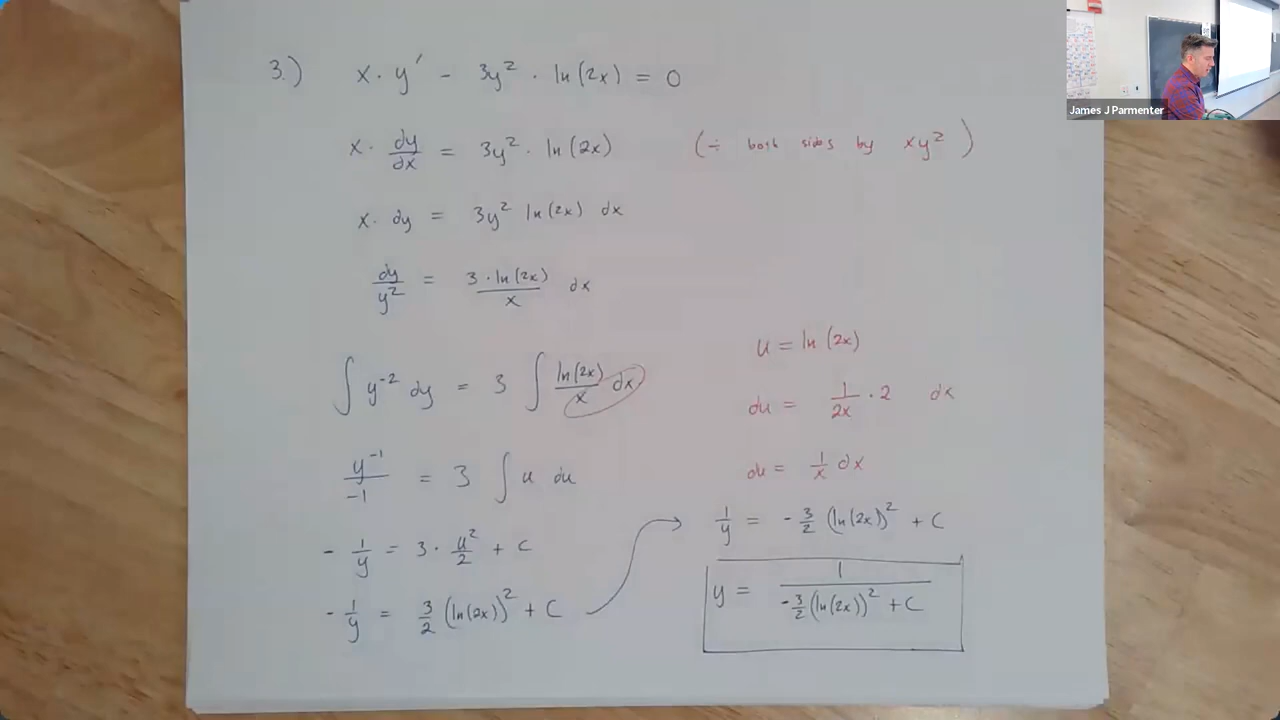 3.) x · y' - 3y² · ln(2x) = 0
x · dy/dx = 3y² · ln(2x) (÷ both sides by xy²)
x · dy = 3y² ln(2x) dx
dy/y² = 3 · ln(2x)/x dx
∫ y⁻² dy = 3 ∫ ln(2x)/x dx
y⁻¹/-1 = 3 ∫ u du
- 1/y = 3 · u²/2 + C
- 1/y = 3/2 (ln(2x))² + C
u = ln(2x)
du = 1/2x · 2 dx
du = 1/x dx
1/y = - 3/2 (ln(2x))² + C
y = 1/(-3/2 (ln(2x))² + C)
James J Parmenter